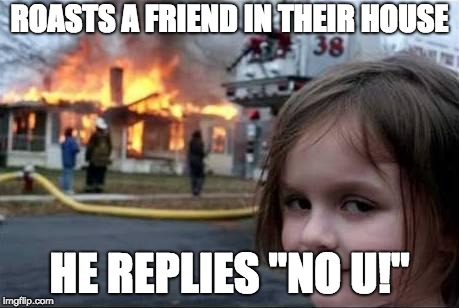 ROASTS A FRIEND IN THEIR HOUSE
38
HE REPLIES "NO U!"
imgflip.com